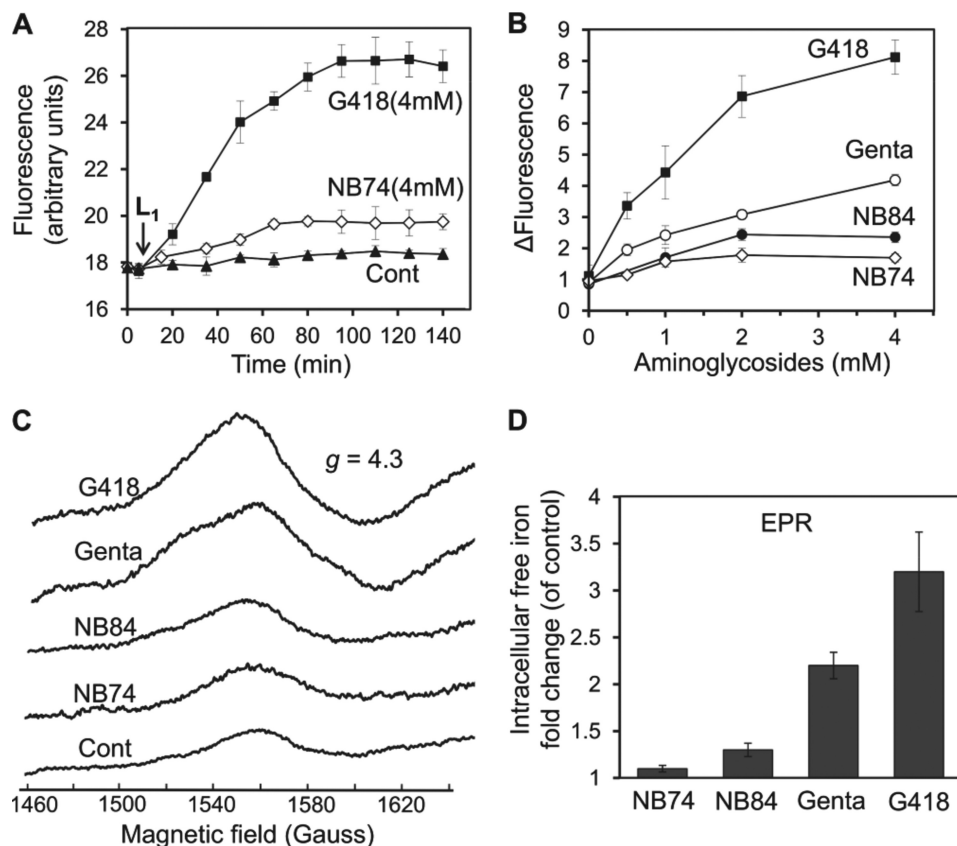 A
Fluorescence
(arbitrary units)
28
26
24
22
20
18
16
G418(4mM)
NB74(4mM)
L1
Cont
0 20 40 60 80 100 120 140
Time (min)
B
ΔFluorescence
9
8
7
6
5
4
3
2
1
0
G418
Genta
NB84
NB74
0 1 2 3 4
Aminoglycosides (mM)
C
g = 4.3
G418
Genta
NB84
NB74
Cont
1460 1500 1540 1580 1620
Magnetic field (Gauss)
D
Intracellular free iron
fold change (of control)
4
3.5
3
2.5
2
1.5
1
EPR
NB74 NB84 Genta G418